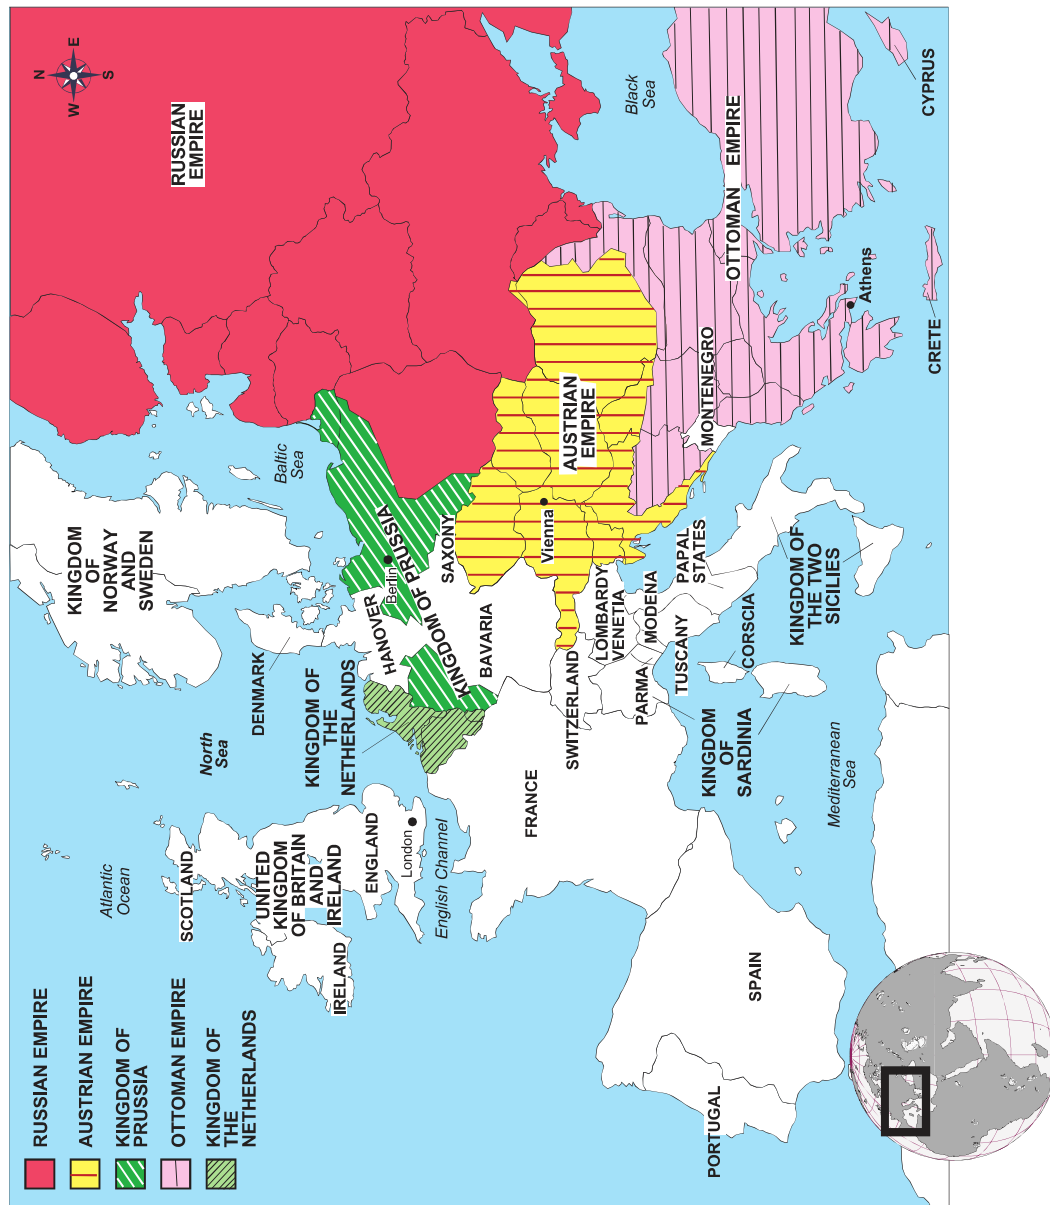 N
E
S
W
RUSSIAN EMPIRE
AUSTRIAN EMPIRE
KINGDOM OF
PRUSSIA
OTTOMAN EMPIRE
KINGDOM OF
THE
NETHERLANDS
Atlantic
Ocean
SCOTLAND
UNITED
KINGDOM
OF BRITAIN
AND
IRELAND
IRELAND
ENGLAND
London
English Channel
North
Sea
KINGDOM
OF
NORWAY
AND
SWEDEN
DENMARK
KINGDOM OF
THE
NETHERLANDS
HANOVER
Baltic
Sea
Berlin
KINGDOM OF PRUSSIA
SAXONY
BAVARIA
RUSSIAN
EMPIRE
FRANCE
SWITZERLAND
Vienna
AUSTRIAN
EMPIRE
LOMBARDY
VENETIA
PARMA
MODENA
TUSCANY
PAPAL
STATES
CORSCIA
KINGDOM
OF
SARDINIA
KINGDOM OF
THE TWO
SICILIES
MONTENEGRO
OTTOMAN EMPIRE
Black
Sea
Athens
CRETE
CYPRUS
Mediterranean
Sea
SPAIN
PORTUGAL